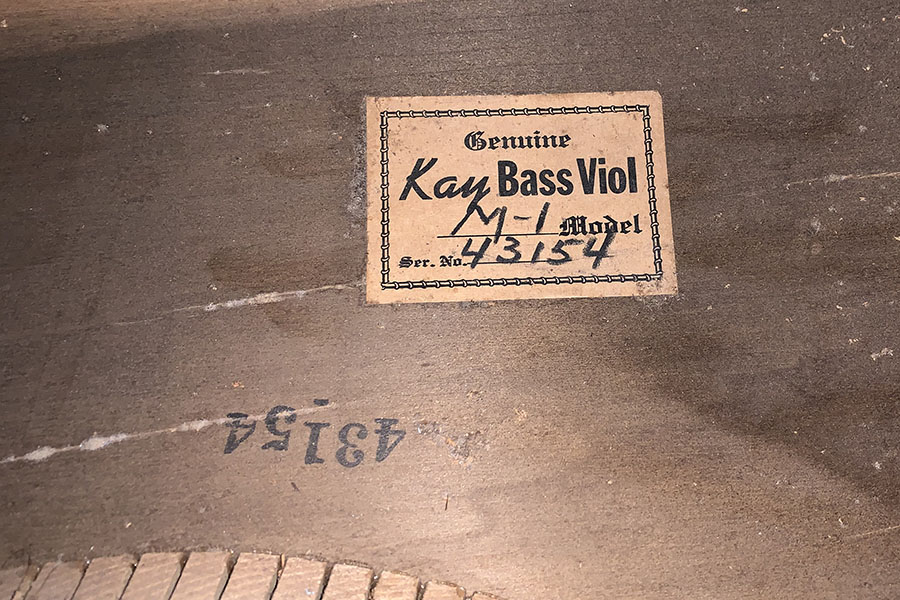 Genuine
Kay Bass Viol
M-1 Model
Ser. No. 43154
43154